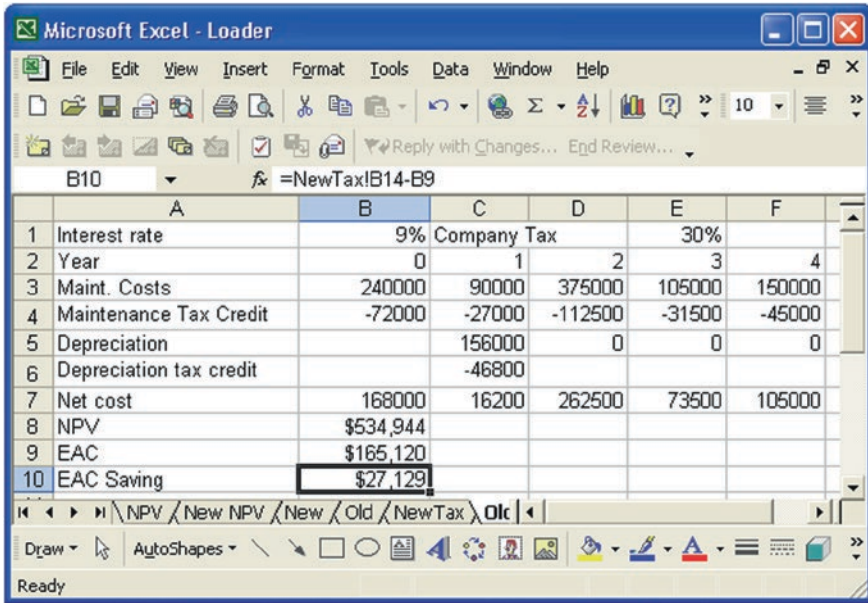 Microsoft Excel - Loader
File Edit View Insert Format Tools Data Window Help
10
Reply with Changes... End Review...
B10 fx =NewTax!B14-B9
A B C D E F
1 Interest rate 9% Company Tax 30%
2 Year 0 1 2 3 4
3 Maint. Costs 240000 90000 375000 105000 150000
4 Maintenance Tax Credit -72000 -27000 -112500 -31500 -45000
5 Depreciation 156000 0 0 0
6 Depreciation tax credit -46800
7 Net cost 168000 16200 262500 73500 105000
8 NPV $534,944
9 EAC $165,120
10 EAC Saving $27,129
NPV / New NPV / New / Old / NewTax \ Old
Draw AutoShapes
Ready